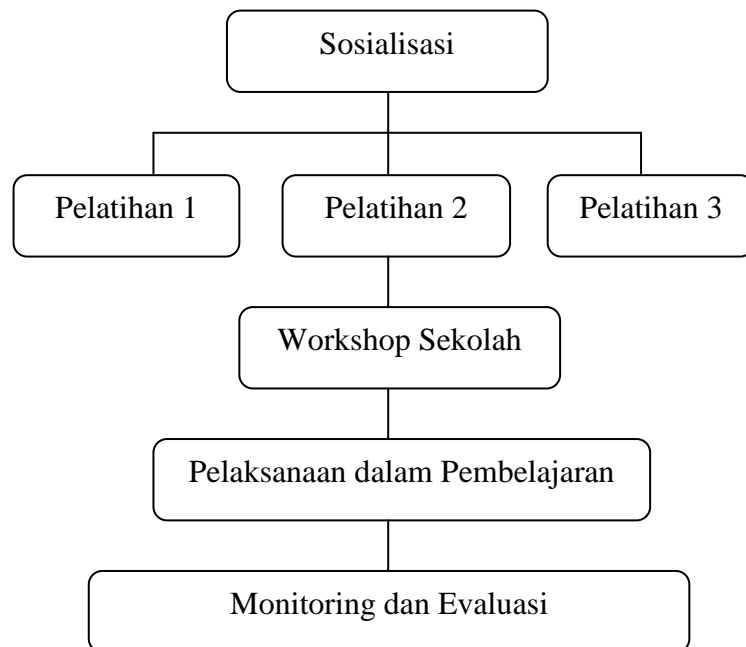 Sosialisasi
Pelatihan 1
Pelatihan 2
Pelatihan 3
Workshop Sekolah
Pelaksanaan dalam Pembelajaran
Monitoring dan Evaluasi